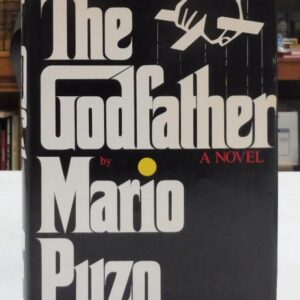 The
Godfather
by
A NOVEL
Mario
Puzo